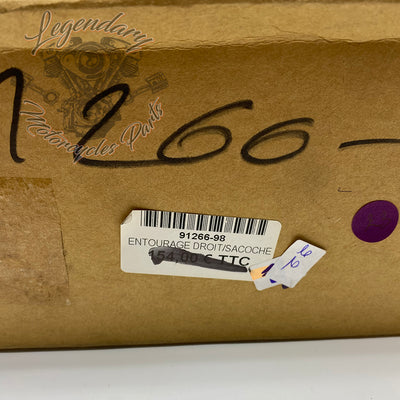 Legendary
Motorcycles Parts
1266-
91266-98
ENTOURAGE DROIT/SACOCHE
154,00 € TTC